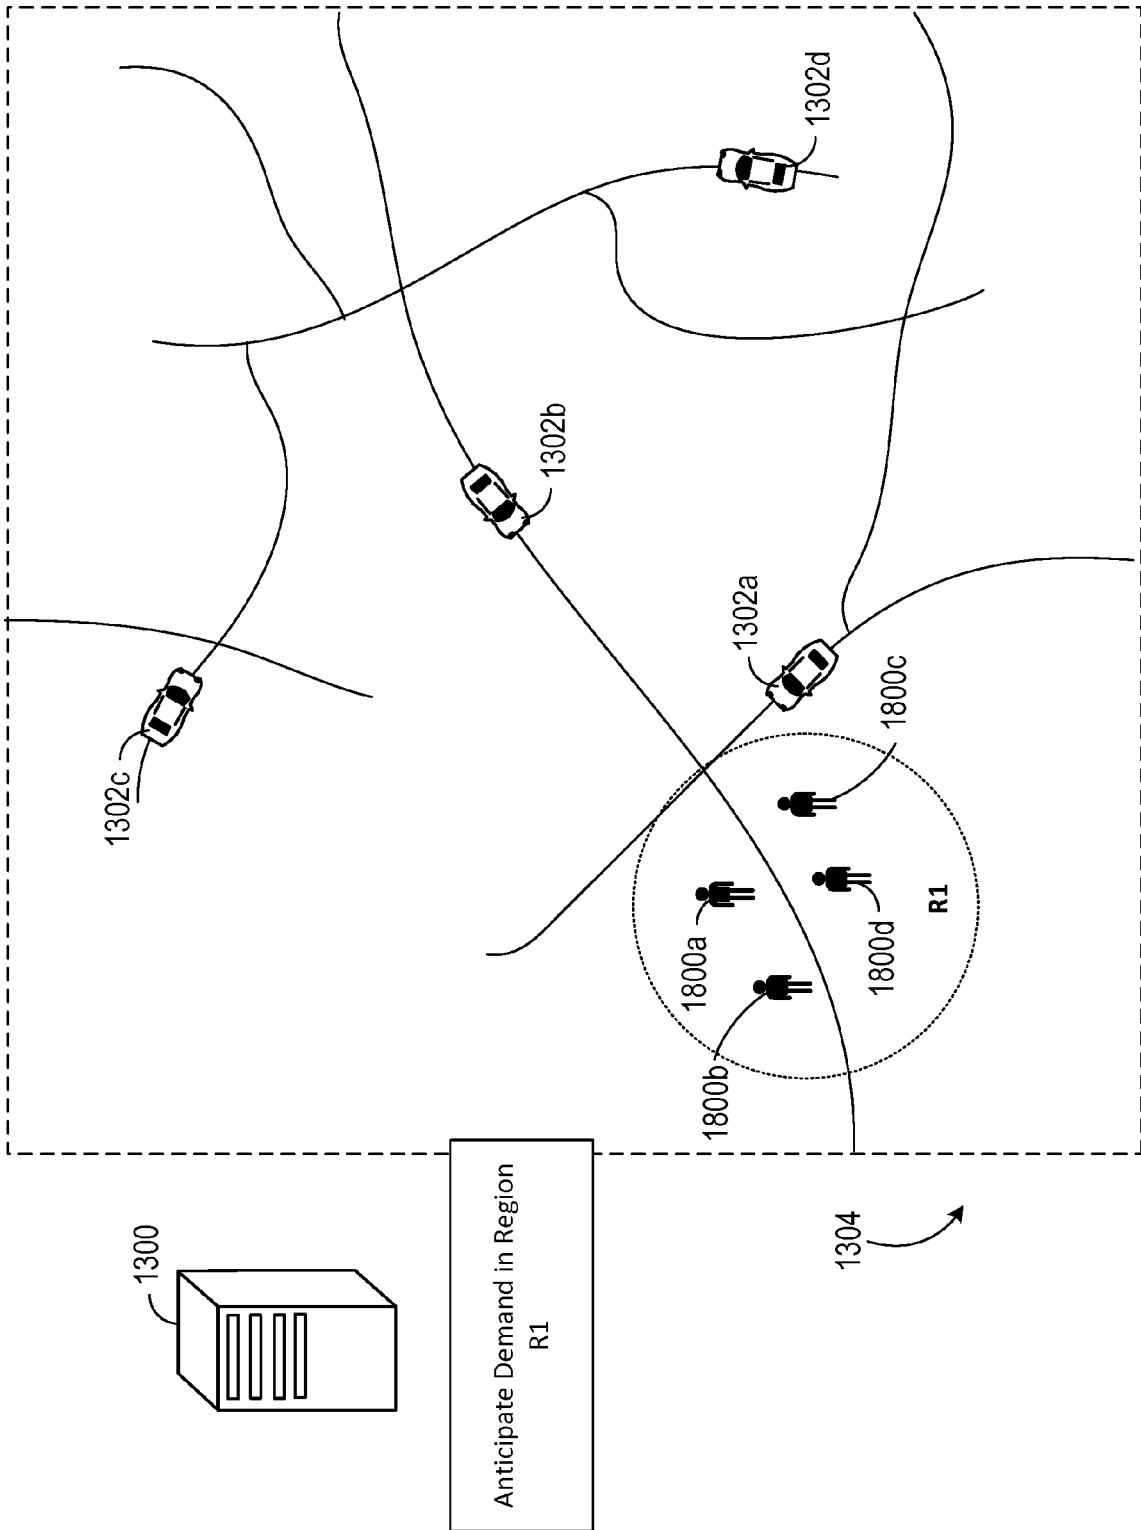 1300
Anticipate Demand in Region
R1
1304
1302c
1302b
1302d
1302a
1800a
1800b
1800c
1800d
R1